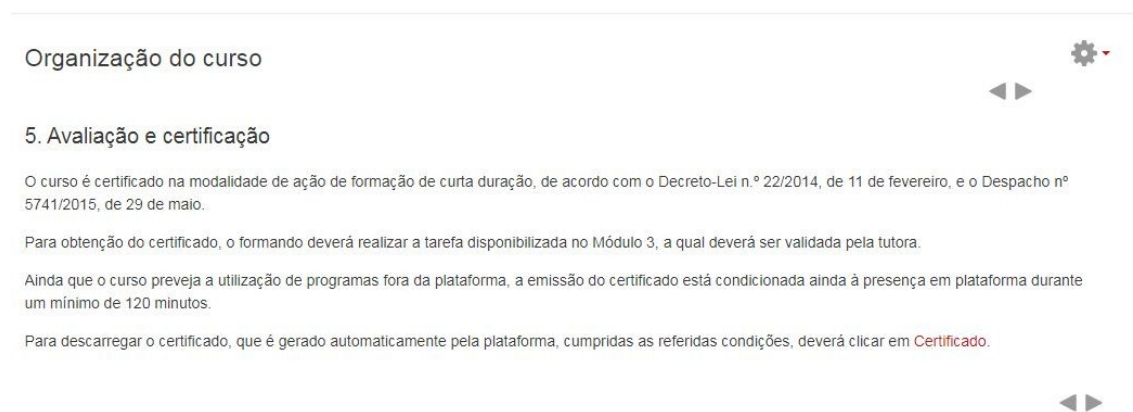 Organização do curso
5. Avaliação e certificação
O curso é certificado na modalidade de ação de formação de curta duração, de acordo com o Decreto-Lei n.º 22/2014, de 11 de fevereiro, e o Despacho nº
5741/2015, de 29 de maio.
Para obtenção do certificado, o formando deverá realizar a tarefa disponibilizada no Módulo 3, a qual deverá ser validada pela tutora.
Ainda que o curso preveja a utilização de programas fora da plataforma, a emissão do certificado está condicionada ainda à presença em plataforma durante
um mínimo de 120 minutos.
Para descarregar o certificado, que é gerado automaticamente pela plataforma, cumpridas as referidas condições, deverá clicar em Certificado.